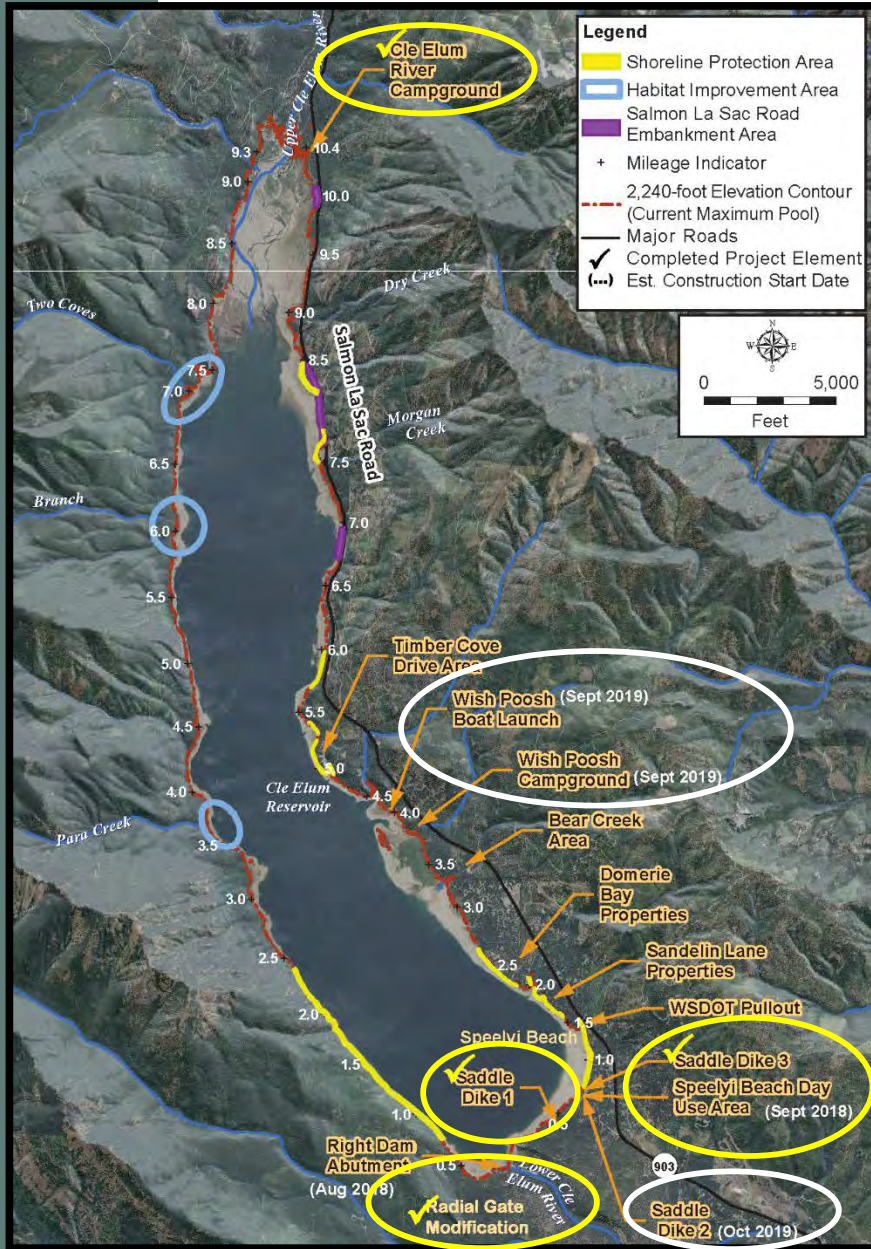 Legend
Shoreline Protection Area
Habitat Improvement Area
Salmon La Sac Road
Embankment Area
+ Mileage Indicator
2,240-foot Elevation Contour
(Current Maximum Pool)
Major Roads
✓ Completed Project Element
(...) Est. Construction Start Date
N
W E
S
0 5,000
Feet
✓ Cle Elum
River
Campground
Upper Cle Elum River
10.4
9.3
9.0
10.0
8.5
9.5
Dry Creek
Two Coves
8.0
9.0
Salmon La Sac Road
8.5
7.5
7.0
Morgan
Creek
6.5
7.5
Branch
6.0
7.0
5.5
6.5
6.0
5.0
Timber Cove
Drive Area
Wish Poosh (Sept 2019)
Boat Launch
5.5
4.5
5.0
Wish Poosh
Campground (Sept 2019)
Cle Elum
Reservoir
4.0
4.5
4.0
Bear Creek
Area
Para Creek
3.5
3.5
Domerie
Bay
Properties
3.0
3.0
2.5
2.5
Sandelin Lane
Properties
2.0
2.0
WSDOT Pullout
1.5
Speelyi Beach
1.5
1.0
✓ Saddle Dike 3
Speelyi Beach Day
Use Area (Sept 2018)
✓ Saddle
Dike 1
1.0
0.5
Right Dam
Abutment
(Aug 2018)
0.5
Lower Cle
Elum River
903
✓ Radial Gate
Modification
Saddle
Dike 2 (Oct 2019)